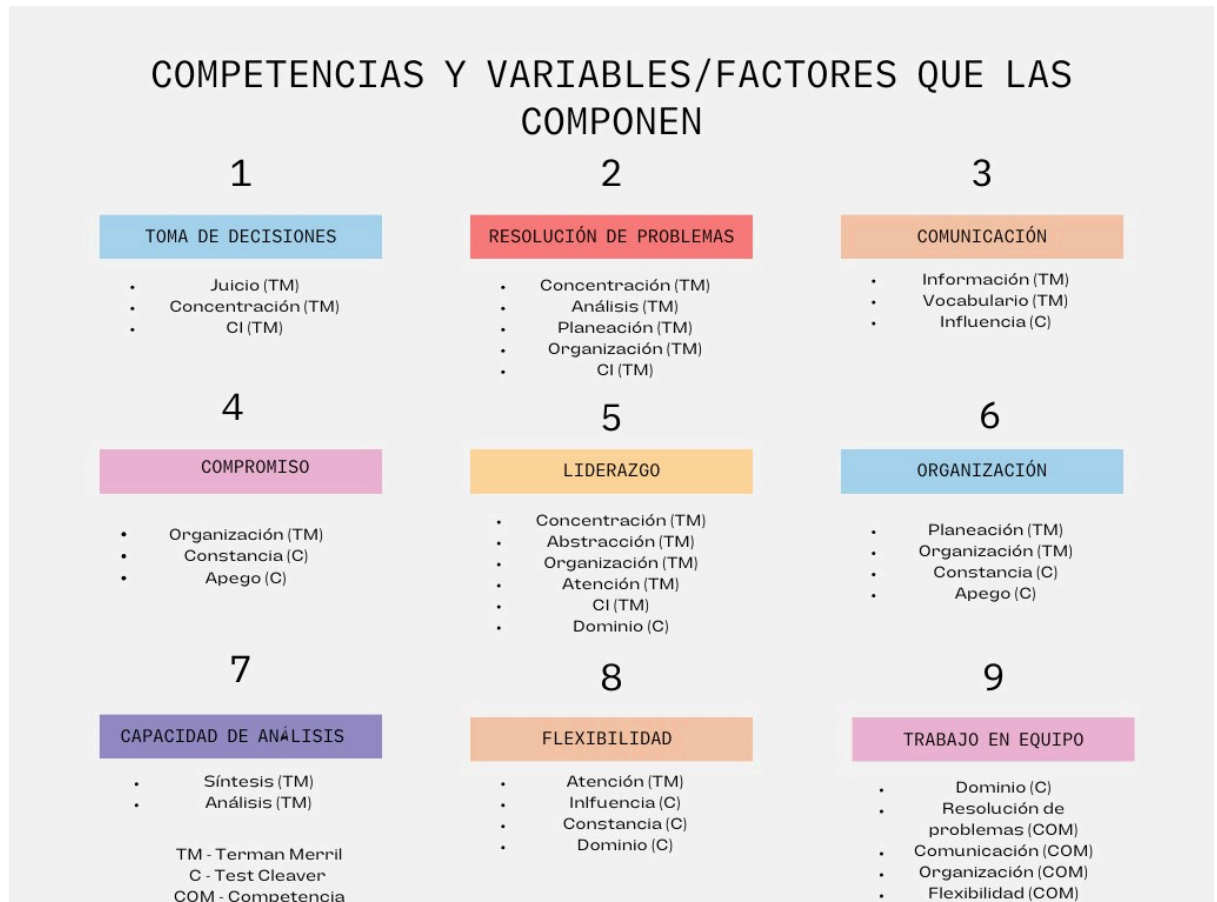 COMPETENCIAS Y VARIABLES/FACTORES QUE LAS
COMPONEN
1
TOMA DE DECISIONES
• Juicio (TM)
• Concentración (TM)
• CI (TM)
2
RESOLUCIÓN DE PROBLEMAS
• Concentración (TM)
• Análisis (TM)
• Planeación (TM)
• Organización (TM)
• CI (TM)
3
COMUNICACIÓN
• Información (TM)
• Vocabulario (TM)
• Influencia (C)
4
COMPROMISO
• Organización (TM)
• Constancia (C)
• Apego (C)
5
LIDERAZGO
• Concentración (TM)
• Abstracción (TM)
• Organización (TM)
• Atención (TM)
• CI (TM)
• Dominio (C)
6
ORGANIZACIÓN
• Planeación (TM)
• Organización (TM)
• Constancia (C)
• Apego (C)
7
CAPACIDAD DE ANÁLISIS
• Síntesis (TM)
• Análisis (TM)
TM - Terman Merril
C - Test Cleaver
COM - Competencia
8
FLEXIBILIDAD
• Atención (TM)
• Inlfuencia (C)
• Constancia (C)
• Dominio (C)
9
TRABAJO EN EQUIPO
• Dominio (C)
• Resolución de
problemas (COM)
• Comunicación (COM)
• Organización (COM)
• Flexibilidad (COM)